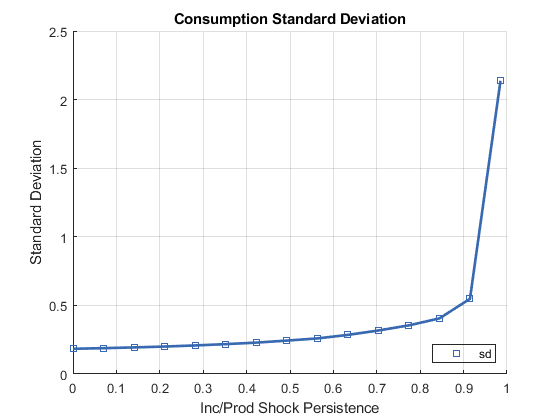 Consumption Standard Deviation
2.5
2
1.5
1
0.5
0
Standard Deviation
0 0.1 0.2 0.3 0.4 0.5 0.6 0.7 0.8 0.9 1
Inc/Prod Shock Persistence
sd